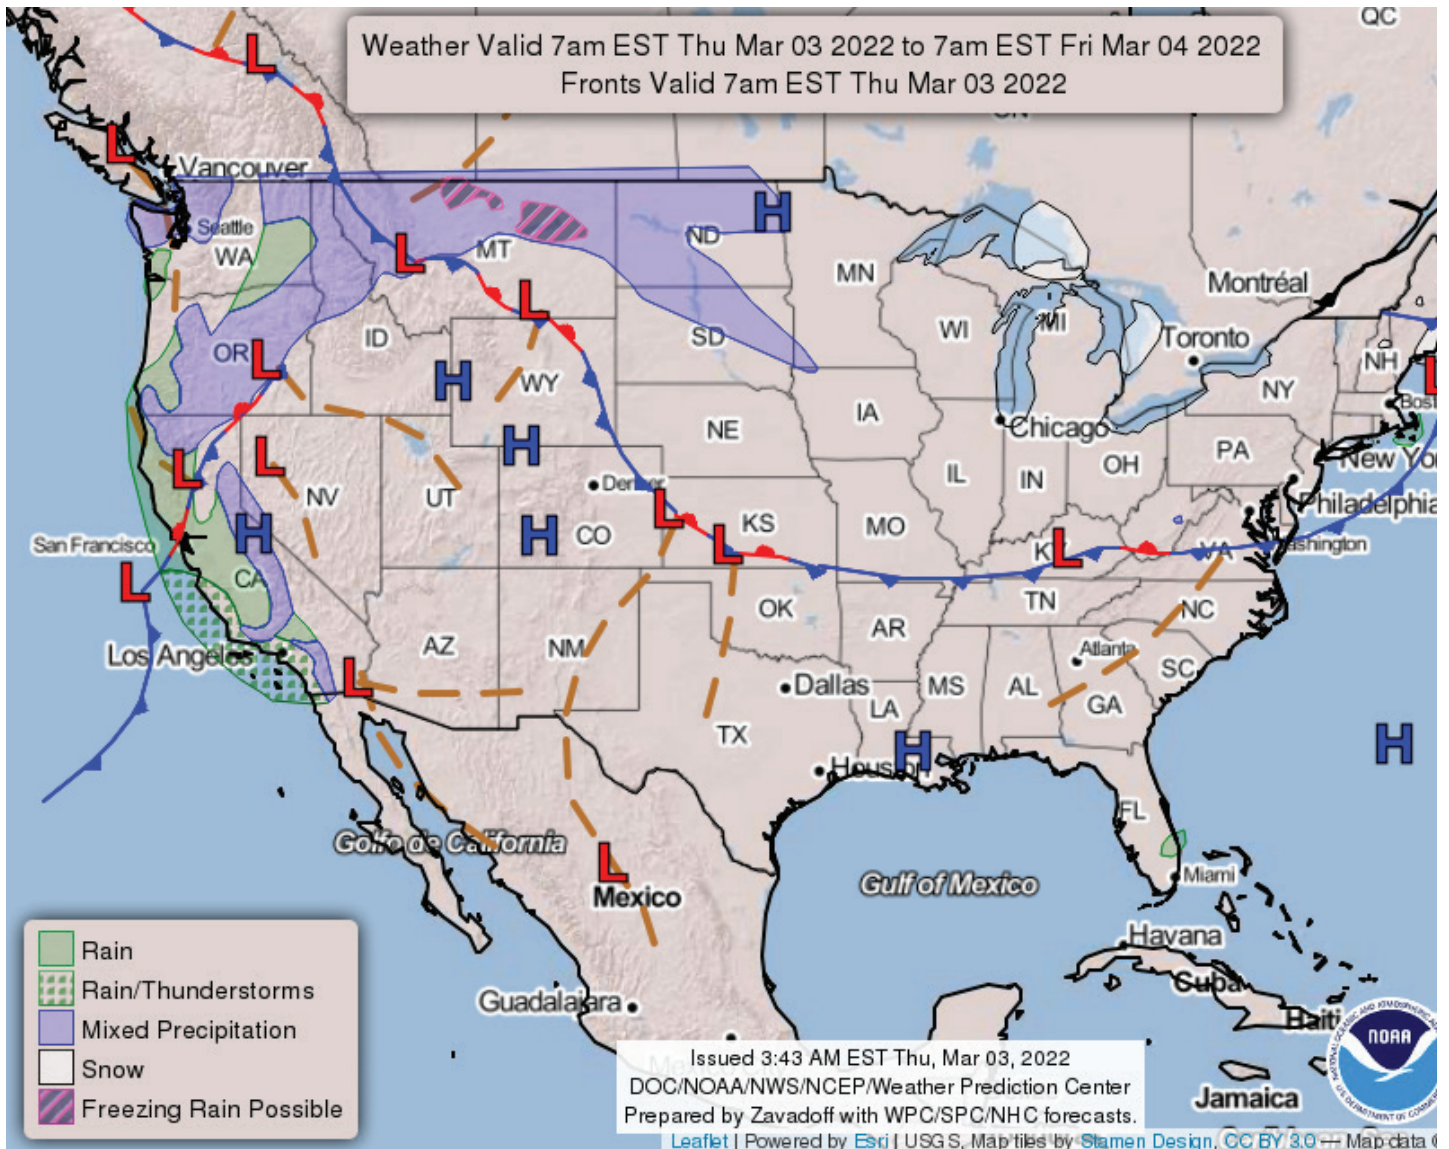 Weather Valid 7am EST Thu Mar 03 2022 to 7am EST Fri Mar 04 2022
Fronts Valid 7am EST Thu Mar 03 2022
QC
L
L
Vancouver
H
Seattle
ND
WA
L
MT
MN
Montréal
L
WI
MI
Toronto
ID
SD
OR
L
NH
H
WY
NY
L
IA
Chicago
NE
H
PA
L
L
OH
IL
IN
NV
UT
Denver
L
KS
MO
Philadelphia
H
H
CO
San Francisco
L
KY
L
VA
L
CA
OK
TN
NC
AR
AZ
NM
Los Angeles
Atlanta
SC
L
Dallas
MS
AL
LA
GA
TX
H
H
Houston
FL
Golfo de California
L
Mexico
Gulf of Mexico
Miami
Havana
Cuba
Rain
Rain/Thunderstorms
Guadalajara
Haiti
Mixed Precipitation
NOAA
Snow
Freezing Rain Possible
Jamaica
Issued 3:43 AM EST Thu, Mar 03, 2022
DOC/NOAA/NWS/NCEP/Weather Prediction Center
Prepared by Zavadoff with WPC/SPC/NHC forecasts.
Leaflet | Powered by Esri | USGS, Map tiles by Stamen Design, CC BY 3.0 — Map data ©